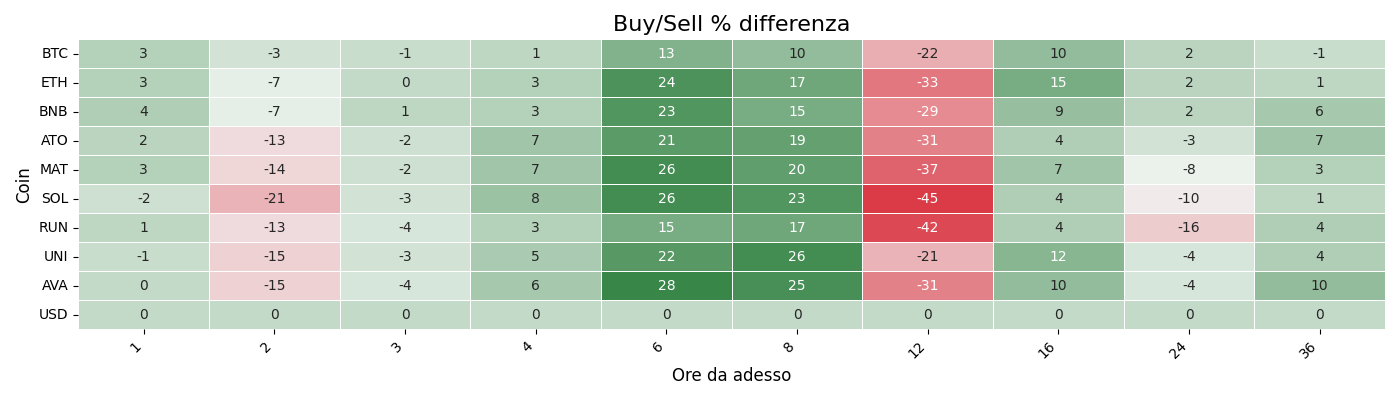 Buy/Sell % differenza
Coin
BTC 3 -3 -1 1 13 10 -22 10 2 -1
ETH 3 -7 0 3 24 17 -33 15 2 1
BNB 4 -7 1 3 23 15 -29 9 2 6
ATO 2 -13 -2 7 21 19 -31 4 -3 7
MAT 3 -14 -2 7 26 20 -37 7 -8 3
SOL -2 -21 -3 8 26 23 -45 4 -10 1
RUN 1 -13 -4 3 15 17 -42 4 -16 4
UNI -1 -15 -3 5 22 26 -21 12 -4 4
AVA 0 -15 -4 6 28 25 -31 10 -4 10
USD 0 0 0 0 0 0 0 0 0 0
1 2 3 4 6 8 12 16 24 36
Ore da adesso